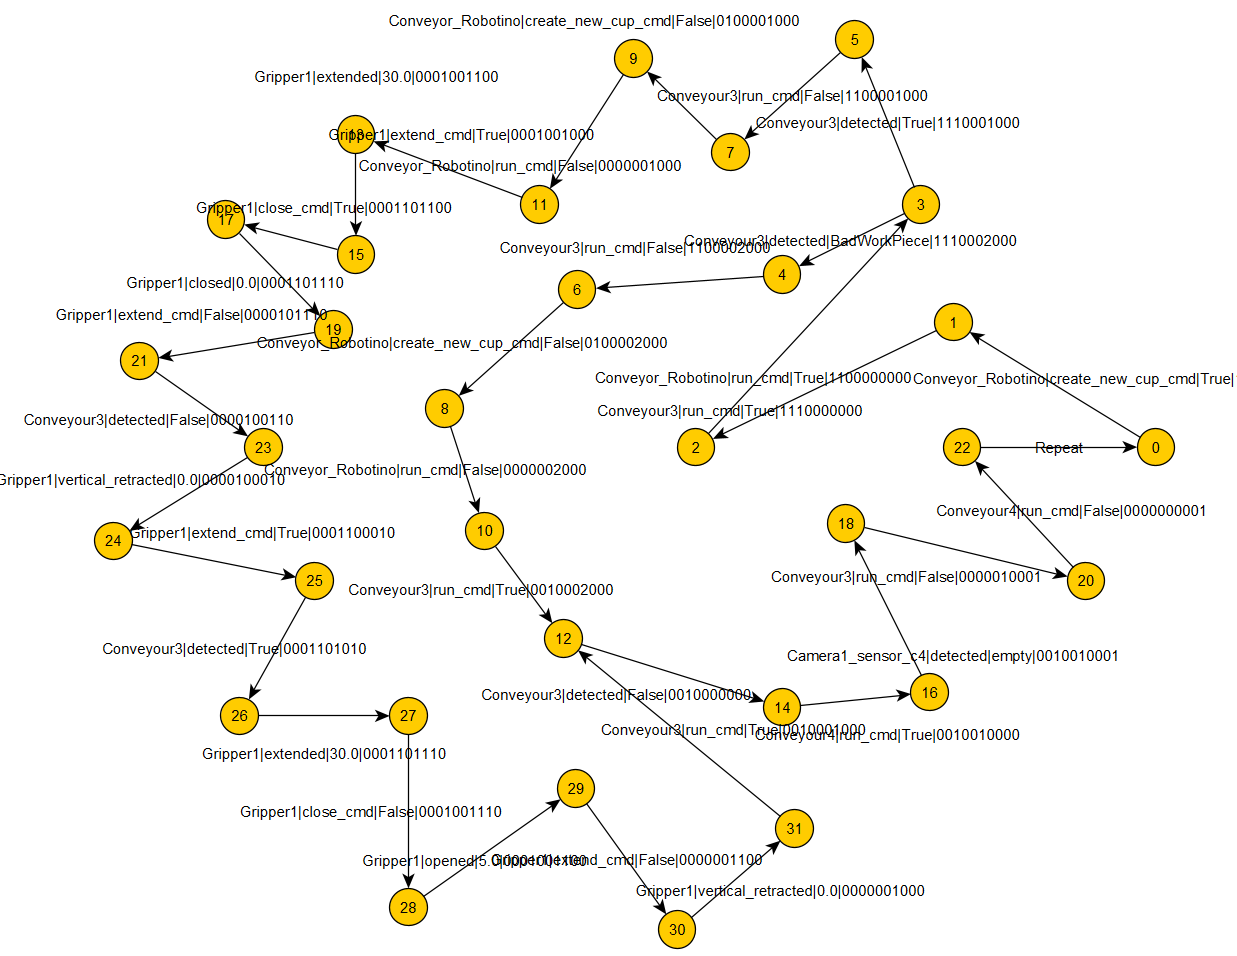 Conveyor_Robotino|create_new_cup_cmd|False|0100001000
5
9
Gripper1|extended|30.0|0001001100
Conveyour3|run_cmd|False|1100001000
Conveyour3|detected|True|1110001000
13
Gripper1|extend_cmd|True|0001001000
7
Conveyor_Robotino|run_cmd|False|0000001000
11
3
Gripper1|close_cmd|True|0001101100
17
Conveyour3|detected|BadWorkPiece|1110002000
Conveyour3|run_cmd|False|1100002000
15
4
Gripper1|closed|0.0|0001101110
6
Gripper1|extend_cmd|False|0000101110
1
19
Conveyor_Robotino|create_new_cup_cmd|False|0100002000
21
Conveyor_Robotino|run_cmd|True|1100000000
Conveyor_Robotino|create_new_cup_cmd|True|
8
Conveyour3|run_cmd|True|1110000000
Conveyour3|detected|False|0000100110
23
2
22
Repeat
0
Conveyor_Robotino|run_cmd|False|0000002000
Gripper1|vertical_retracted|0.0|0000100010
Conveyour4|run_cmd|False|0000000001
18
10
Gripper1|extend_cmd|True|0001100010
24
25
Conveyour3|run_cmd|False|0000010001
20
Conveyour3|run_cmd|True|0010002000
12
Conveyour3|detected|True|0001101010
Camera1_sensor_c4|detected|empty|0010010001
Conveyour3|detected|False|0010000000
16
14
26
27
Conveyour3|run_cmd|True|0010001000
Conveyour4|run_cmd|True|0010010000
Gripper1|extended|30.0|0001101110
29
Gripper1|close_cmd|False|0001001110
31
Gripper1|opened|5.0|0001001100
Gripper1|extend_cmd|False|0000001100
Gripper1|vertical_retracted|0.0|0000001000
28
30